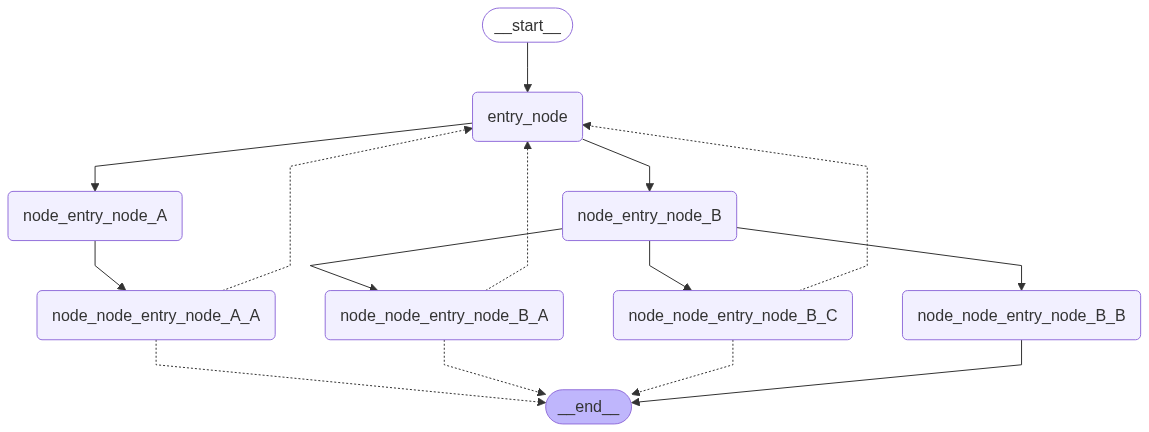 __start__
entry_node
node_entry_node_A
node_entry_node_B
node_node_entry_node_A_A
node_node_entry_node_B_A
node_node_entry_node_B_C
node_node_entry_node_B_B
__end__